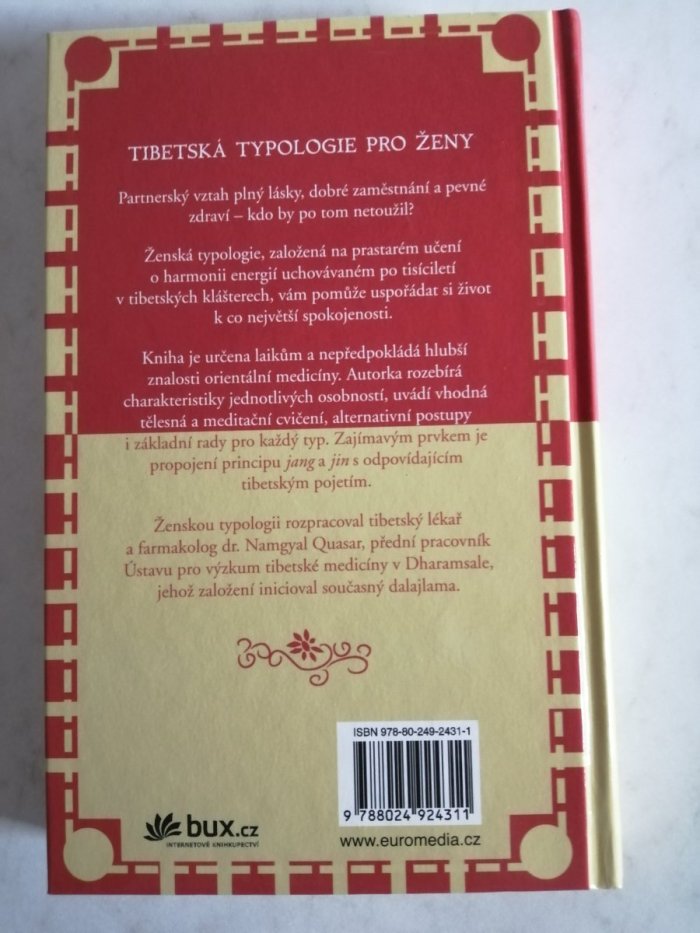 TIBETSKÁ TYPOLOGIE PRO ŽENY
Partnerský vztah plný lásky, dobré zaměstnání a pevné
zdraví – kdo by po tom netoužil?
Ženská typologie, založená na prastarém učení
o harmonii energií uchovávaném po tisíciletí
v tibetských klášterech, vám pomůže uspořádat si život
k co největší spokojenosti.
Kniha je určena laikům a nepředpokládá hlubší
znalosti orientální medicíny. Autorka rozebírá
charakteristiky jednotlivých osobností, uvádí vhodná
tělesná a meditační cvičení, alternativní postupy
i základní rady pro každý typ. Zajímavým prvkem je
propojení principu jang a jin s odpovídajícím
tibetským pojetím.
Ženskou typologii rozpracoval tibetský lékař
a farmakolog dr. Namgyal Quasar, přední pracovník
Ústavu pro výzkum tibetské medicíny v Dharamsale,
jehož založení inicioval současný dalajlama.
ISBN 978-80-249-2431-1
9 788024 924311
bux.cz
INTERNETOVÉ KNIHKUPECTVÍ
www.euromedia.cz